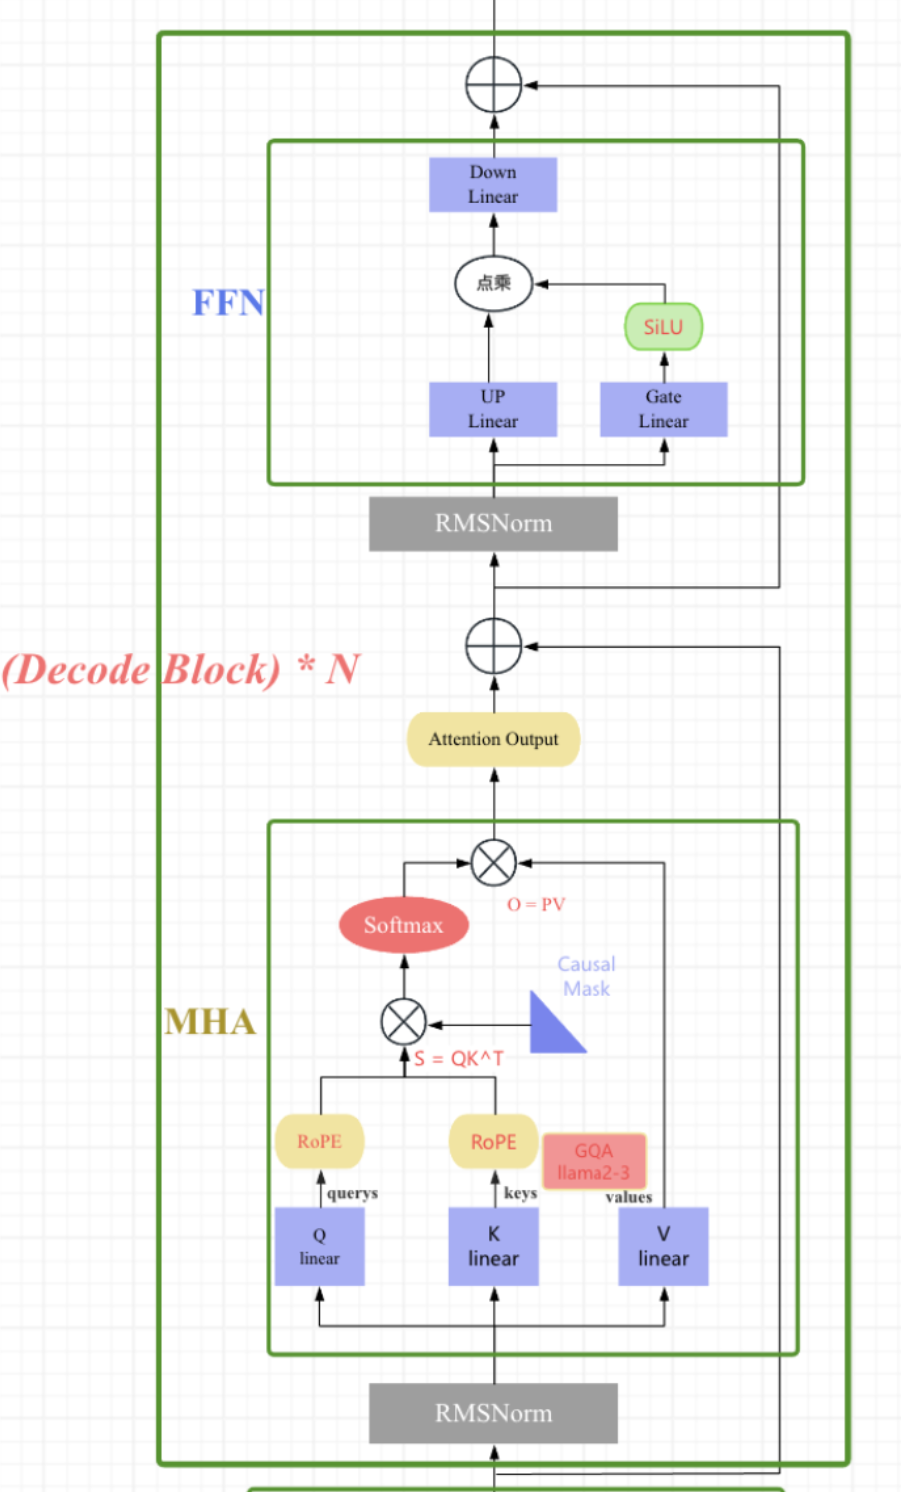 Down
Linear
点乘
FFN
SiLU
UP
Linear
Gate
Linear
RMSNorm
(Decode Block) * N
Attention Output
O = PV
Softmax
Causal
Mask
MHA
S = QK^T
RoPE
RoPE
GQA
llama2-3
querys
keys
values
Q
linear
K
linear
V
linear
RMSNorm